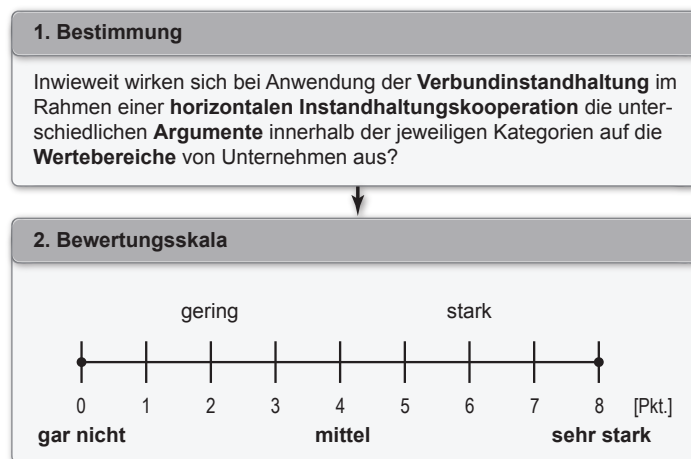 1. Bestimmung
Inwieweit wirken sich bei Anwendung der Verbundinstandhaltung im
Rahmen einer horizontalen Instandhaltungskooperation die unter-
schiedlichen Argumente innerhalb der jeweiligen Kategorien auf die
Wertebereiche von Unternehmen aus?
2. Bewertungsskala
gering stark
0 1 2 3 4 5 6 7 8 [Pkt.]
gar nicht mittel sehr stark